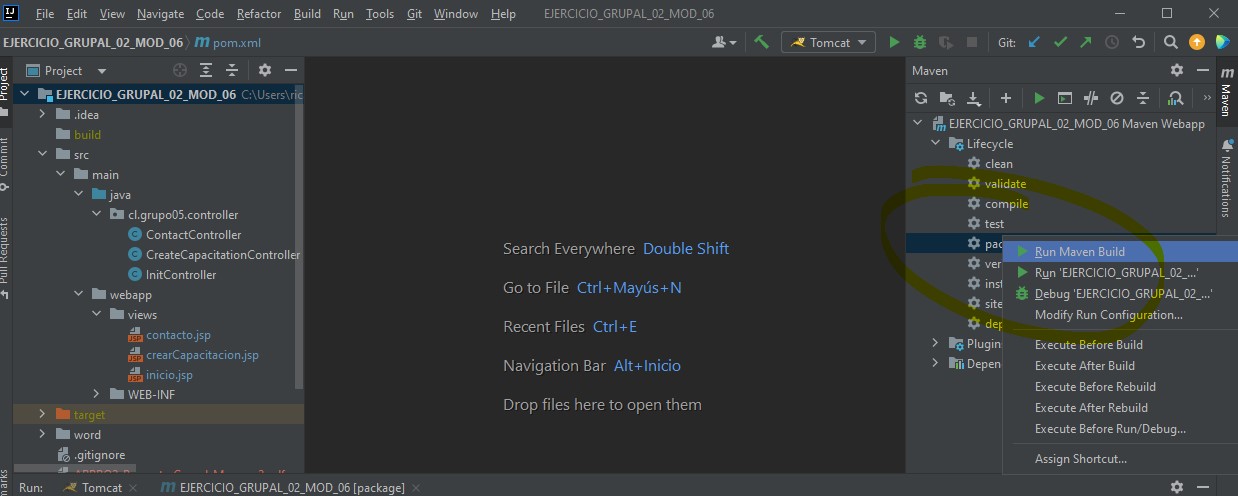 File Edit View Navigate Code Refactor Build Run Tools Git Window Help EJERCICIO_GRUPAL_02_MOD_06
EJERCICIO_GRUPAL_02_MOD_06 m pom.xml
Tomcat
Git:
Project
Commit
Pull Requests
Project
EJERCICIO_GRUPAL_02_MOD_06 C:\Users\ric
.idea
build
src
main
java
cl.grupo05.controller
ContactController
CreateCapacitationController
InitController
webapp
views
contacto.jsp
crearCapacitacion.jsp
inicio.jsp
WEB-INF
target
word
.gitignore
Search Everywhere Double Shift
Go to File Ctrl+Mayús+N
Recent Files Ctrl+E
Navigation Bar Alt+Inicio
Drop files here to open them
Maven
EJERCICIO_GRUPAL_02_MOD_06 Maven Webapp
Lifecycle
clean
validate
compile
test
pac
ver
inst
site
dep
Plugins
Depen
Run Maven Build
Run 'EJERCICIO_GRUPAL_02_...'
Debug 'EJERCICIO_GRUPAL_02_...'
Modify Run Configuration...
Execute Before Build
Execute After Build
Execute Before Rebuild
Execute After Rebuild
Execute Before Run/Debug...
Assign Shortcut...
Maven
Notifications
Run: Tomcat EJERCICIO_GRUPAL_02_MOD_06 [package]